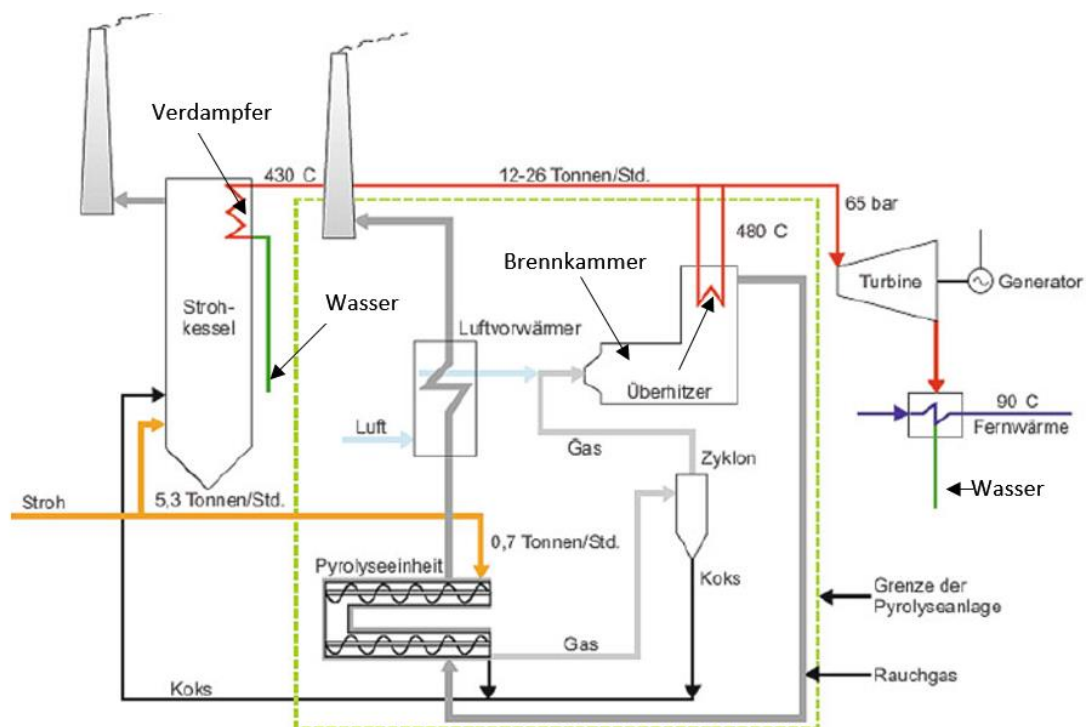 Verdampfer
430 C
12-26 Tonnen/Std.
65 bar
480 C
Brennkammer
Turbine
Generator
Stroh-
kessel
Wasser
Luftvorwärmer
Überhitzer
90 C
Fernwärme
Luft
Gas
Zyklon
Wasser
Stroh
5,3 Tonnen/Std.
0,7 Tonnen/Std.
Pyrolyseeinheit
Koks
Grenze der
Pyrolyseanlage
Gas
Koks
Rauchgas